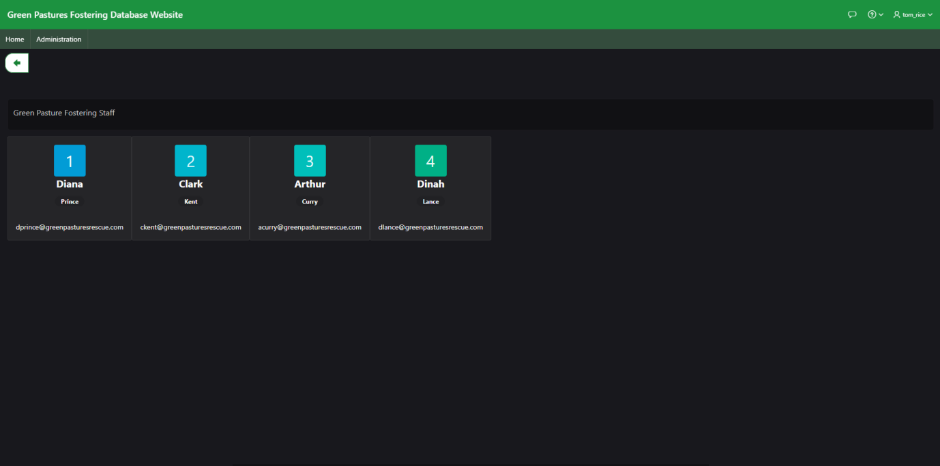 Green Pastures Fostering Database Website
tom_rice
Home Administration
Green Pasture Fostering Staff
1 2 3 4
Diana Clark Arthur Dinah
Prince Kent Curry Lance
dprince@greenpasturesrescue.com ckent@greenpasturesrescue.com acurry@greenpasturesrescue.com dlance@greenpasturesrescue.com